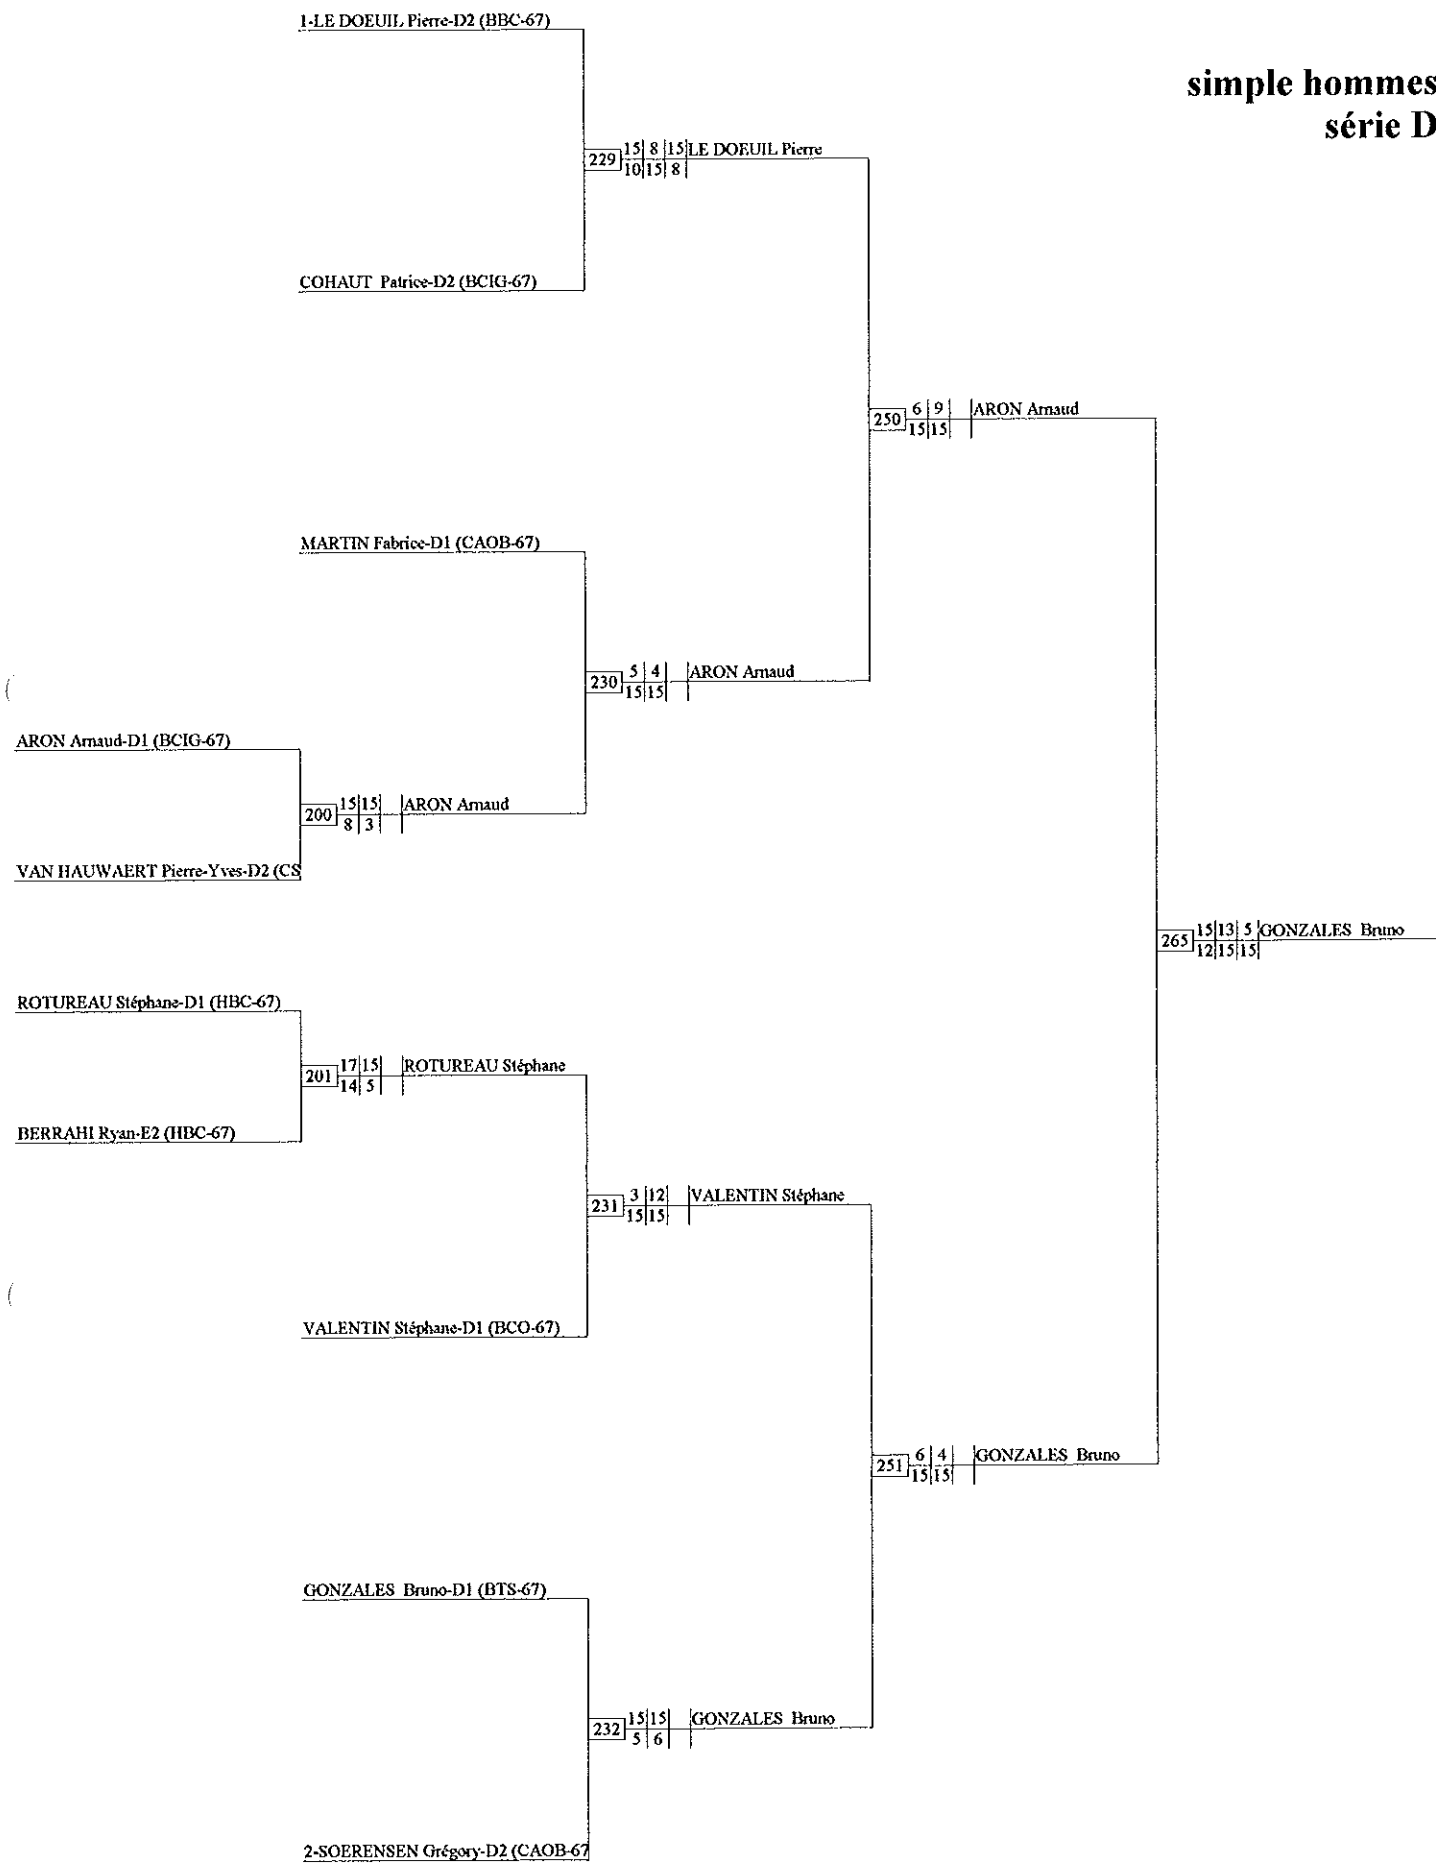 1-LE DOEUIL Pierre-D2 (BBC-67)
simple hommes
série D
229 15 8 15 LE DOEUIL Pierre
10 15 8
COHAUT Patrice-D2 (BCIG-67)
250 6 9 ARON Arnaud
15 15
MARTIN Fabrice-D1 (CAOB-67)
230 5 4 ARON Arnaud
15 15
ARON Arnaud-D1 (BCIG-67)
200 15 15 ARON Arnaud
8 3
VAN HAUWAERT Pierre-Yves-D2 (CS
265 15 13 5 GONZALES Bruno
12 15 15
ROTUREAU Stéphane-D1 (HBC-67)
201 17 15 ROTUREAU Stéphane
14 5
BERRAHI Ryan-E2 (HBC-67)
231 3 12 VALENTIN Stéphane
15 15
VALENTIN Stéphane-D1 (BCO-67)
251 6 4 GONZALES Bruno
15 15
GONZALES Bruno-D1 (BTS-67)
232 15 15 GONZALES Bruno
5 6
2-SOERENSEN Grégory-D2 (CAOB-67